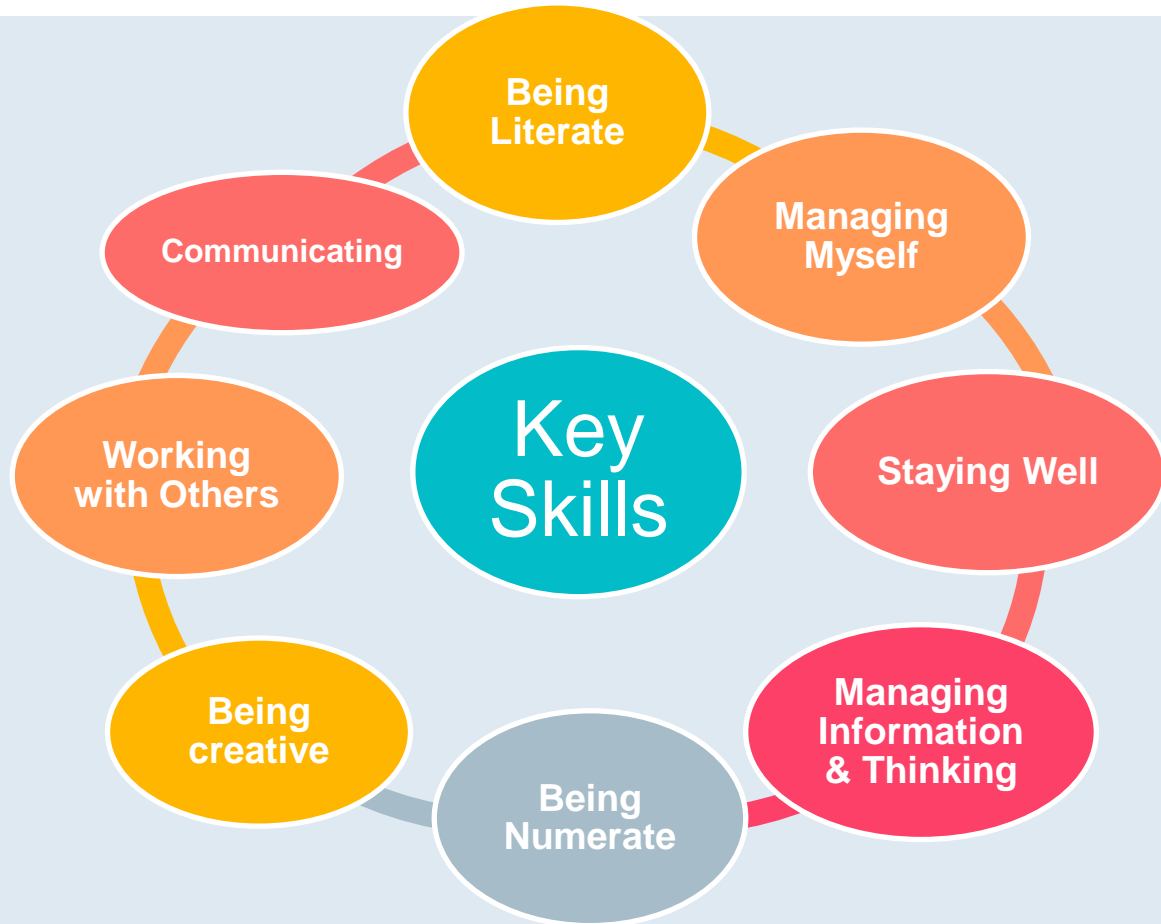 Being
Literate
Managing
Myself
Staying Well
Managing
Information
& Thinking
Being
Numerate
Being
creative
Working
with Others
Communicating
Key
Skills